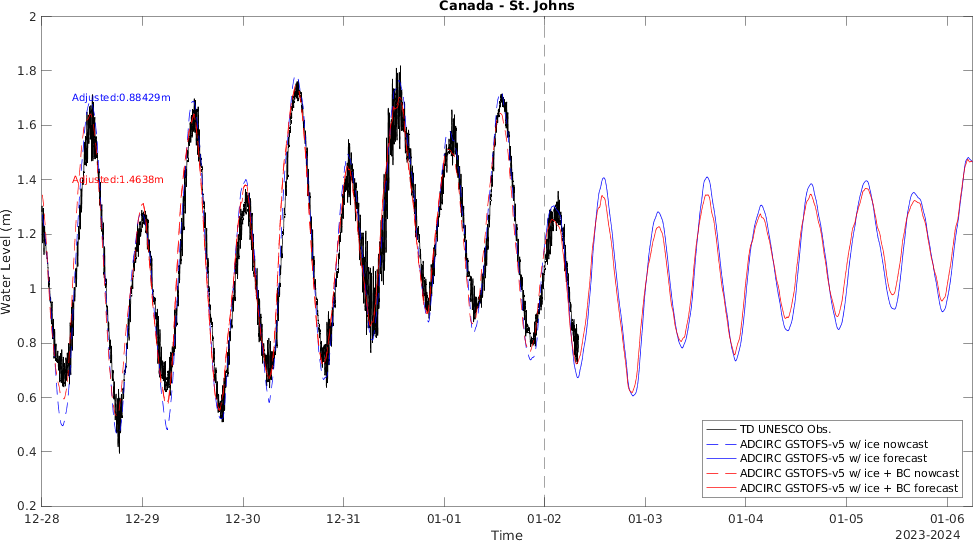 Canada - St. Johns
2
1.8
1.6
1.4
1.2
1
0.8
0.6
0.4
0.2
Water Level (m)
Adjusted:0.88429m
Adjusted:1.4638m
TD UNESCO Obs.
ADCIRC GSTOFS-v5 w/ ice nowcast
ADCIRC GSTOFS-v5 w/ ice forecast
ADCIRC GSTOFS-v5 w/ ice + BC nowcast
ADCIRC GSTOFS-v5 w/ ice + BC forecast
12-28 12-29 12-30 12-31 01-01 01-02 01-03 01-04 01-05 01-06
Time
2023-2024